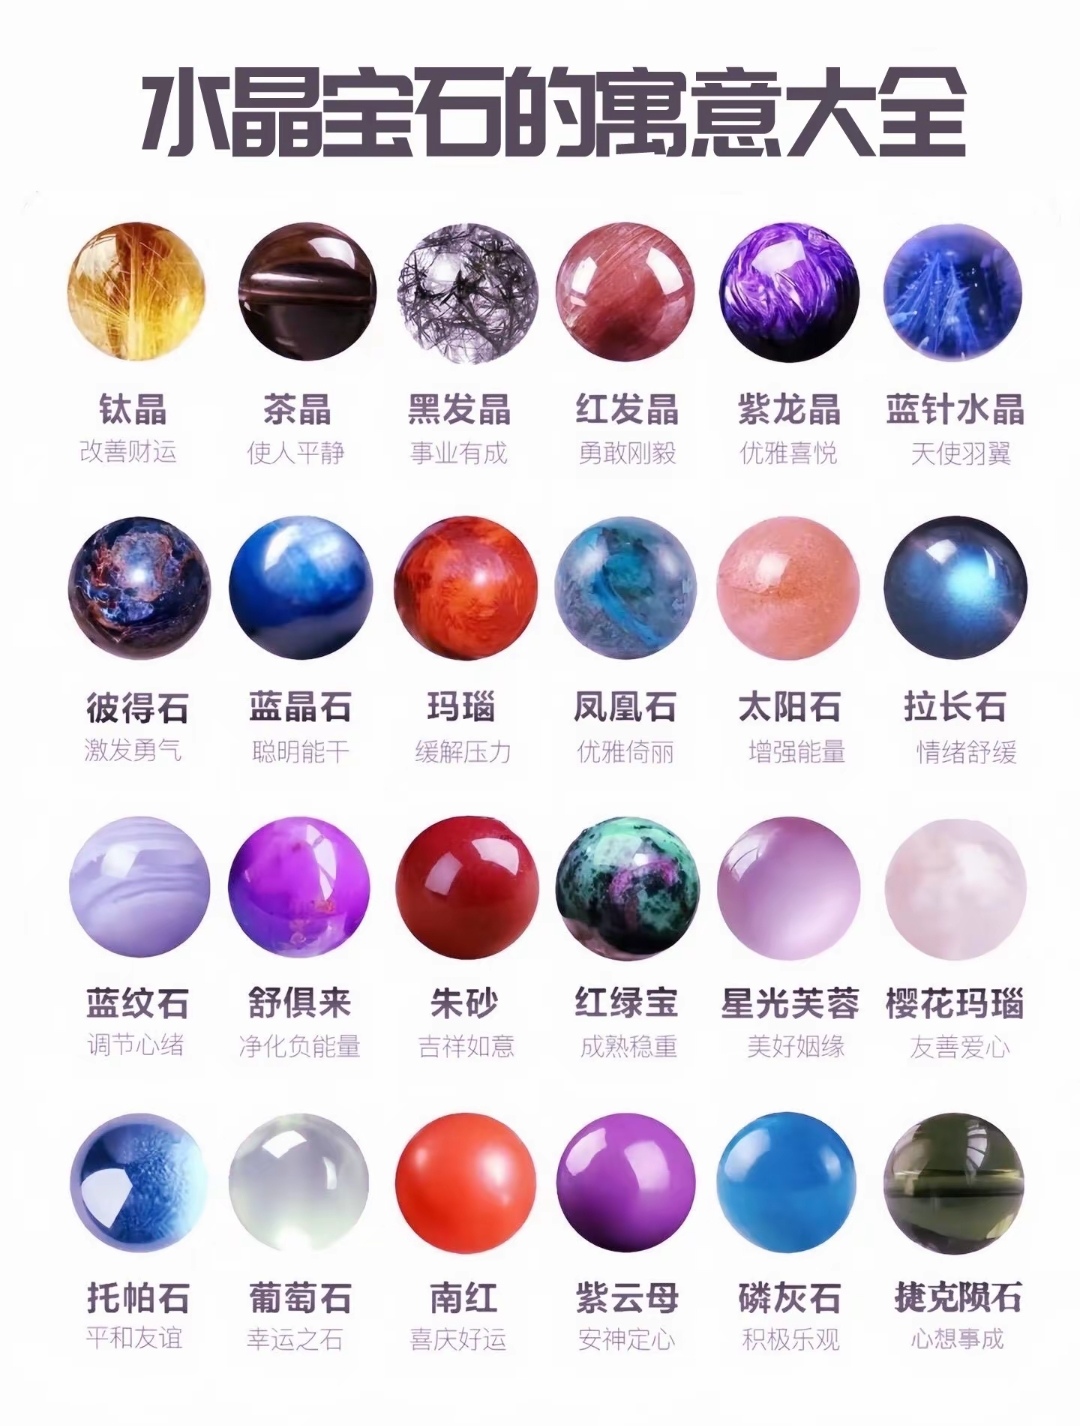 水晶宝石的寓意大全
钛晶 茶晶 黑发晶 红发晶 紫龙晶 蓝针水晶
改善财运 使人平静 事业有成 勇敢刚毅 优雅喜悦 天使羽翼
彼得石 蓝晶石 玛瑙 凤凰石 太阳石 拉长石
激发勇气 聪明能干 缓解压力 优雅倚丽 增强能量 情绪舒缓
蓝纹石 舒俱来 朱砂 红绿宝 星光芙蓉 樱花玛瑙
调节心绪 净化负能量 吉祥如意 成熟稳重 美好姻缘 友善爱心
托帕石 葡萄石 南红 紫云母 磷灰石 捷克陨石
平和友谊 幸运之石 喜庆好运 安神定心 积极乐观 心想事成